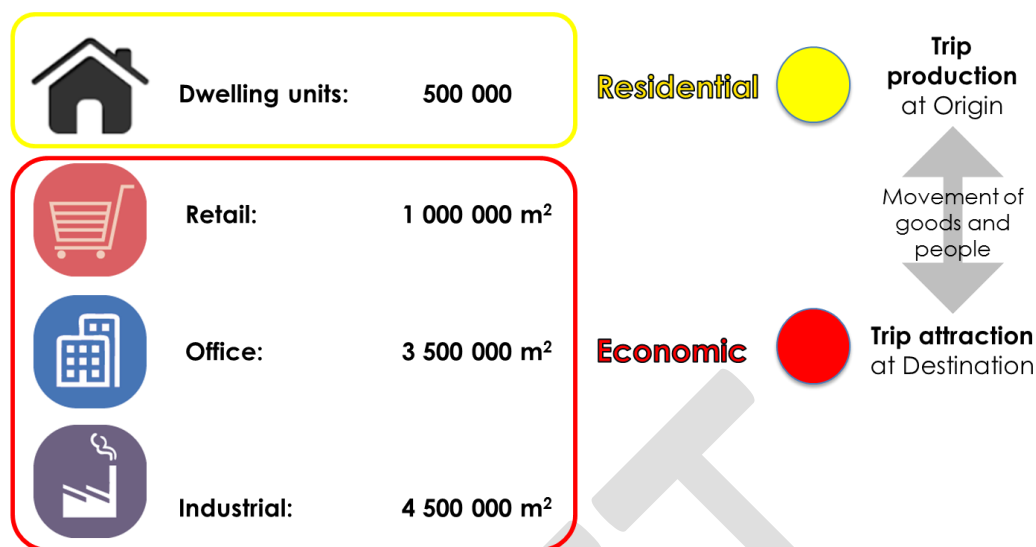 Dwelling units: 500 000
Residential
Trip
production
at Origin
Retail: 1 000 000 m²
Movement of
goods and
people
Office: 3 500 000 m²
Economic
Trip attraction
at Destination
Industrial: 4 500 000 m²